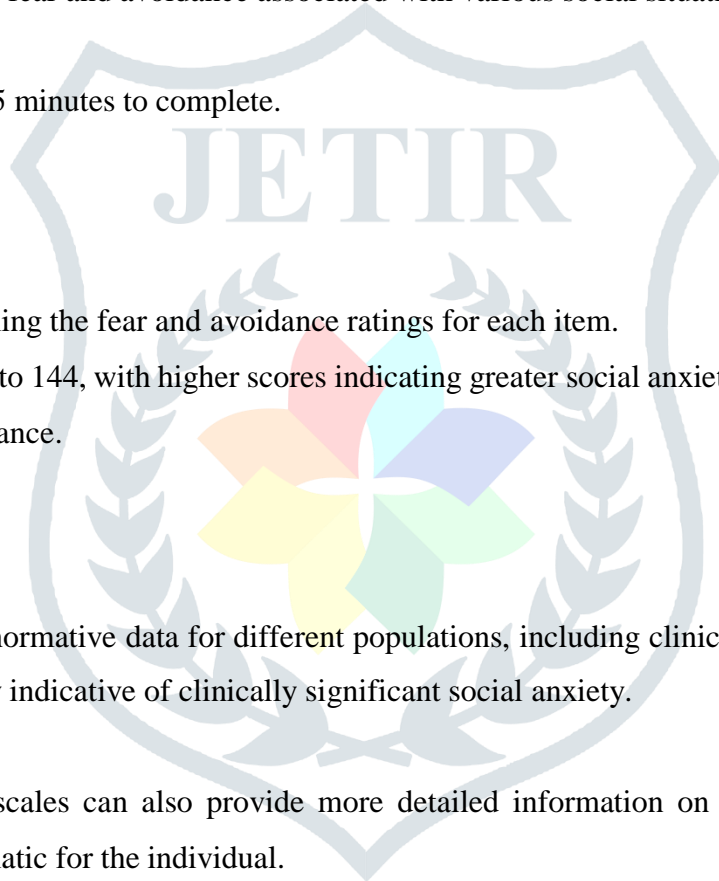 fear and avoidance associated with various social situati
5 minutes to complete.
JETIR
ing the fear and avoidance ratings for each item.
to 144, with higher scores indicating greater social anxiet
ance.
normative data for different populations, including clinic
indicative of clinically significant social anxiety.
scales can also provide more detailed information on
atic for the individual.